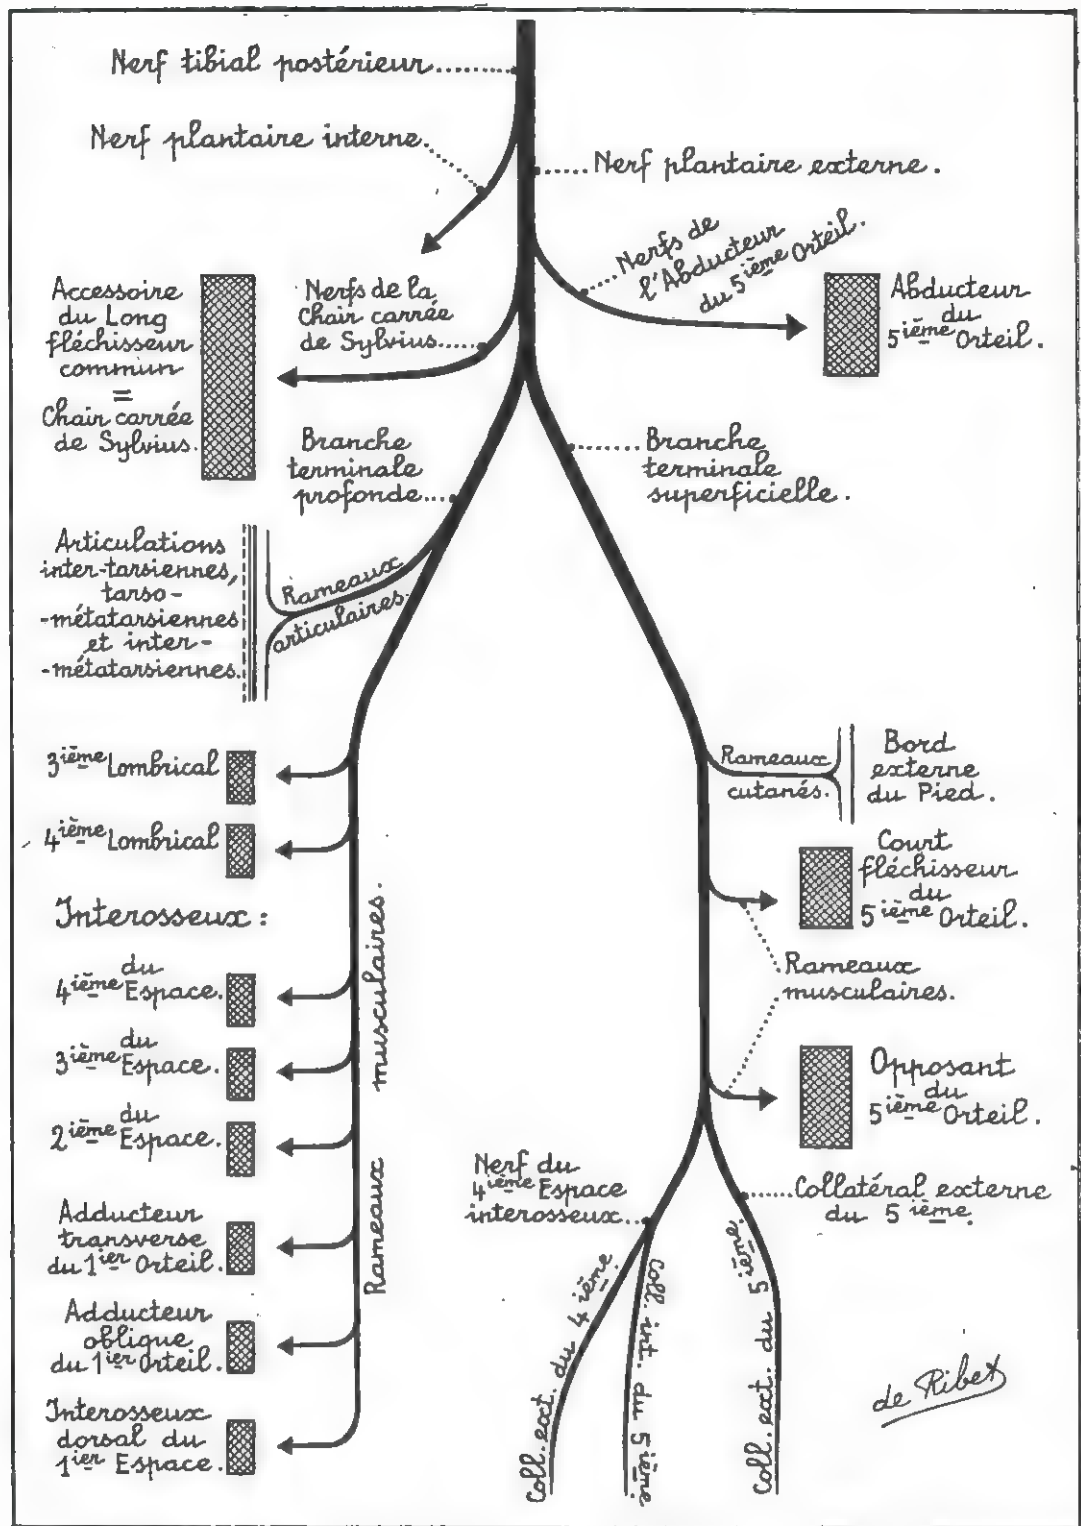 Nerf tibial postérieur
Nerf plantaire interne
Nerf plantaire externe.
Nerfs de
l'Abducteur
du 5ième Orteil.
Abducteur
du
5ième Orteil.
Accessoire
du Long
fléchisseur
commun
=
Chair carrée
de Sylvius.
Nerfs de la
Chair carrée
de Sylvius
Branche
terminale
profonde
Branche
terminale
superficielle.
Articulations
inter-tarsiennes,
tarso-
-métatarsiennes
et inter-
-métatarsiennes.
Rameaux
articulaires.
3ième Lombrical
4ième Lombrical
Interosseux :
du
4ième Espace.
du
3ième Espace.
du
2ième Espace.
Adducteur
transverse
du 1ier Orteil.
Adducteur
oblique
du 1ier Orteil.
Interosseux
dorsal du
1ier Espace.
Rameaux musculaires.
Rameaux
cutanés.
Bord
externe
du Pied.
Court
fléchisseur
du
5ième Orteil.
Rameaux
musculaires.
Opposant
du
5ième Orteil.
Nerf du
4ième Espace
interosseux
Collatéral externe
du 5ième.
Coll. ext. du 4ième.
Coll. int. du 5ième.
Coll. ext. du 5ième.
de Ribet